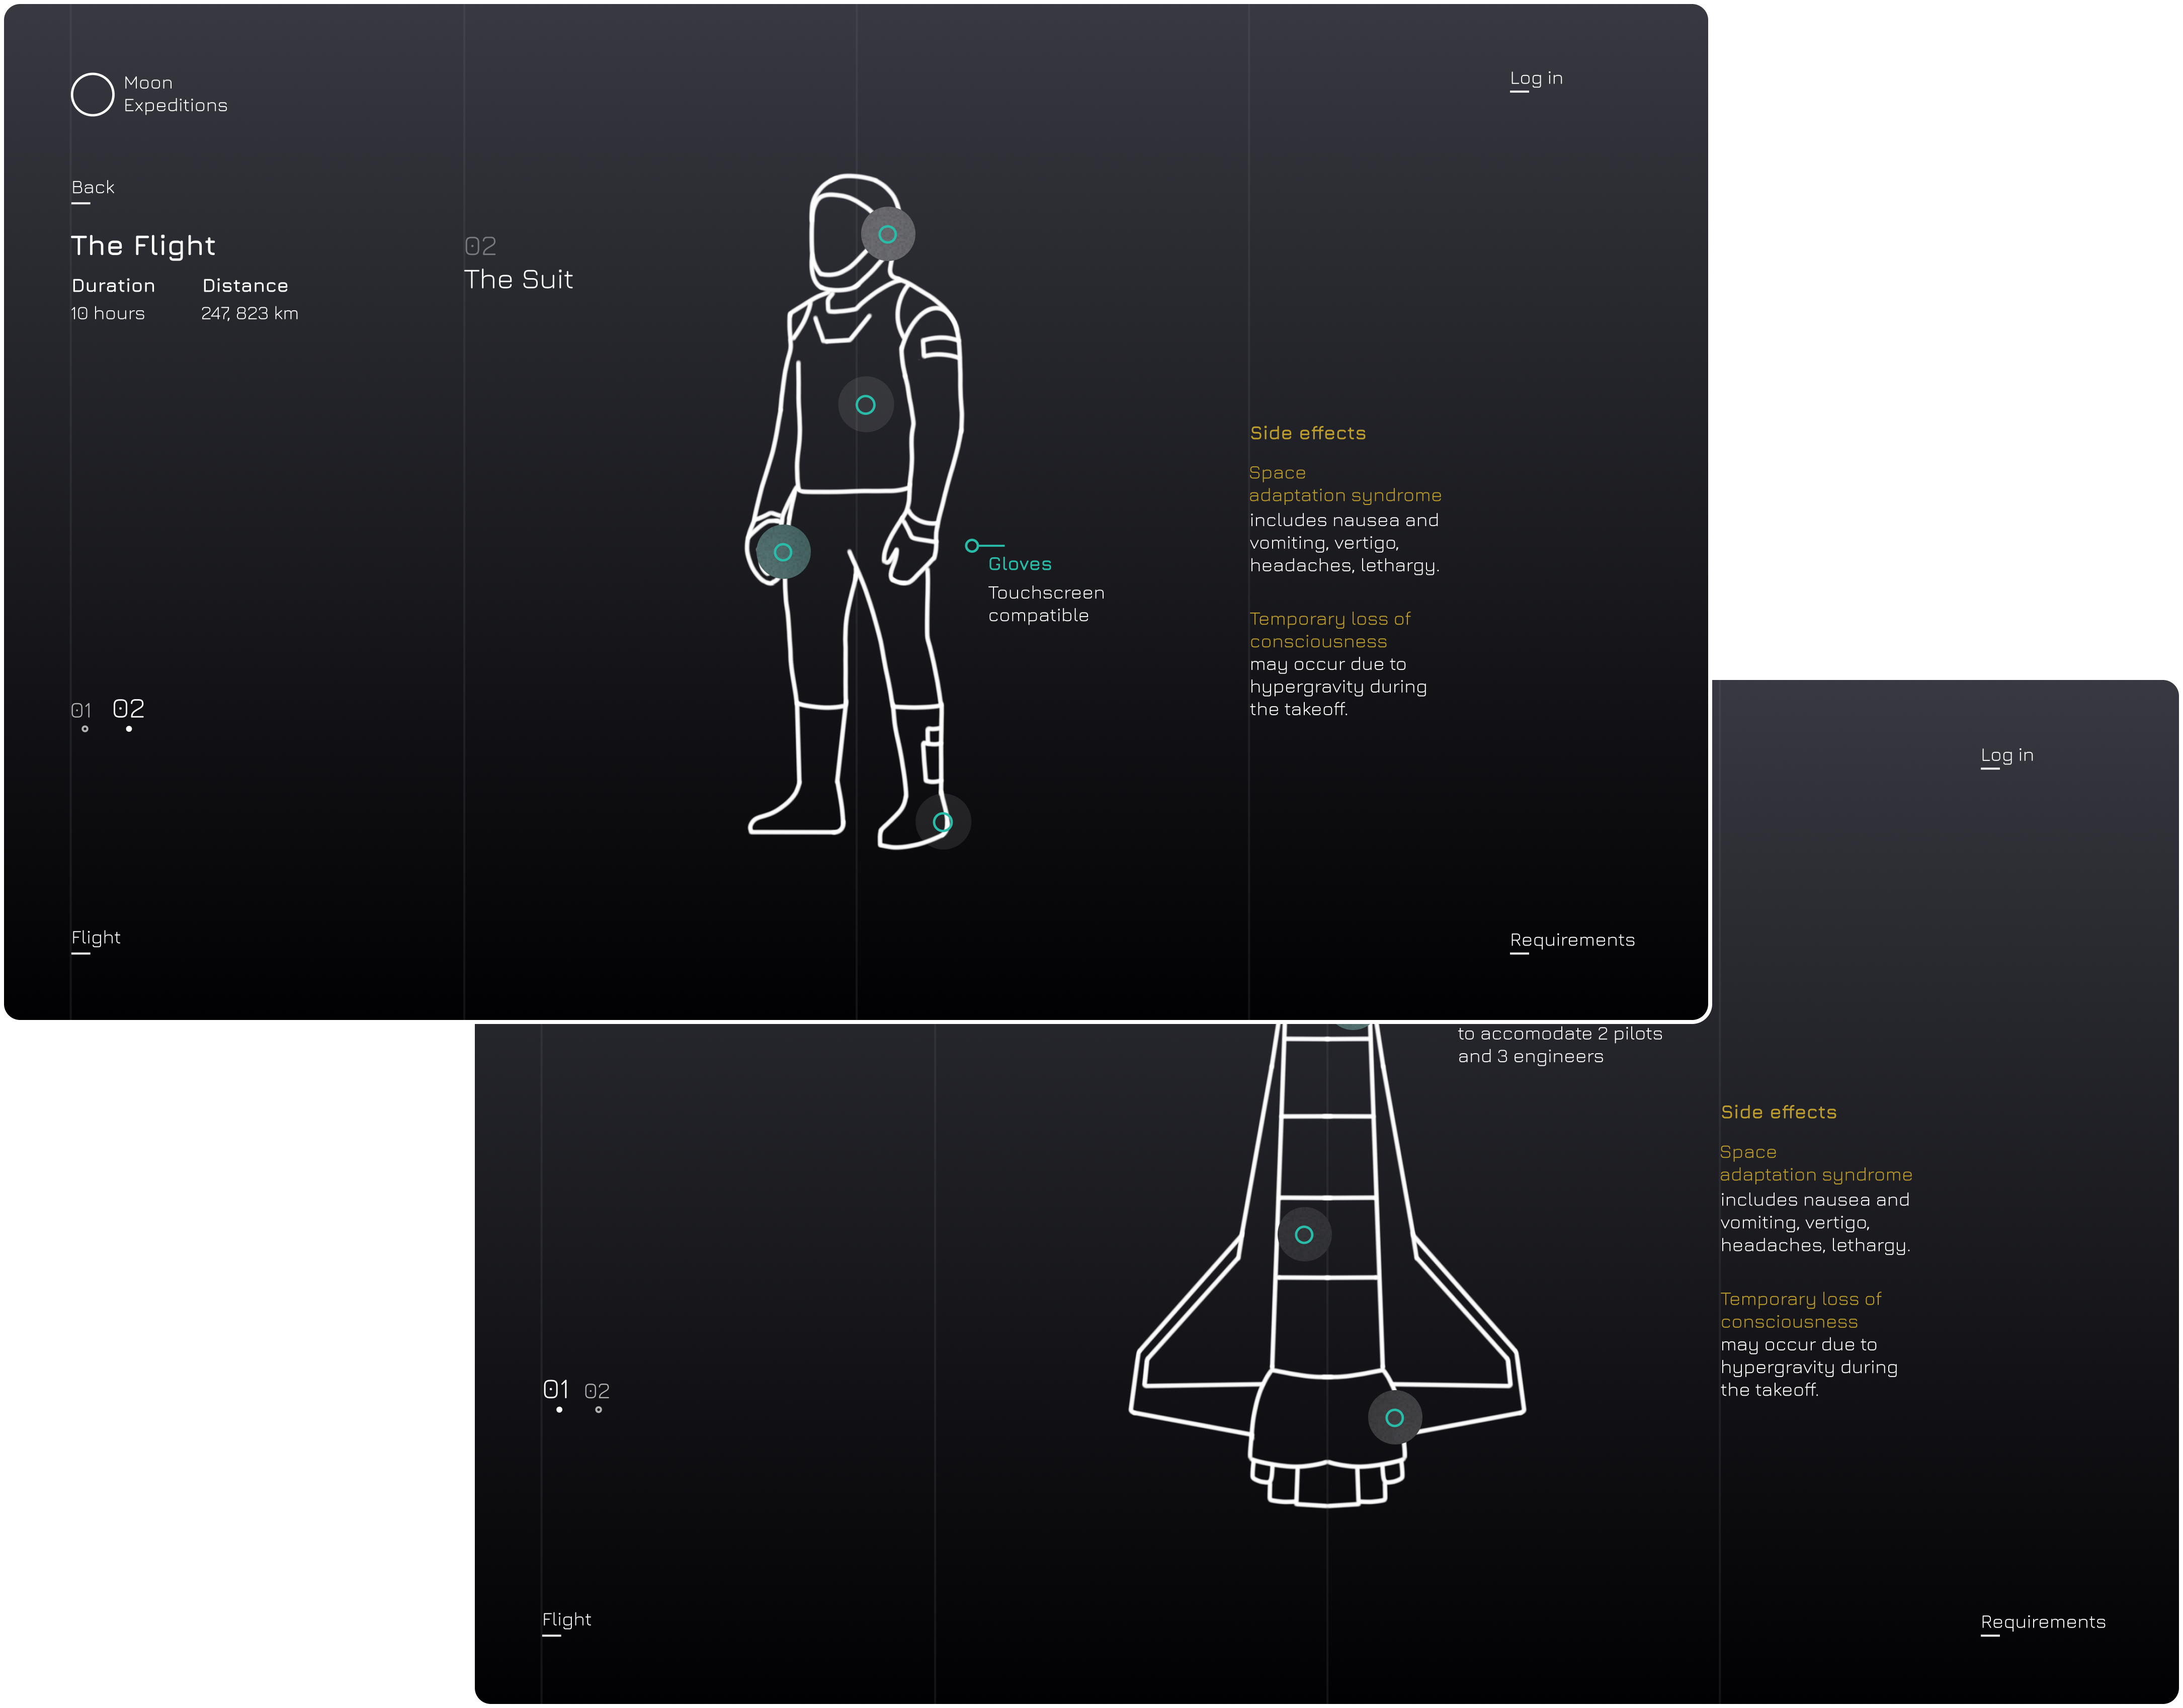 Moon
Expeditions
Log in
Back
The Flight
Duration Distance
10 hours 247, 823 km
02
The Suit
Gloves
Touchscreen
compatible
Side effects
Space
adaptation syndrome
includes nausea and
vomiting, vertigo,
headaches, lethargy.
Temporary loss of
consciousness
may occur due to
hypergravity during
the takeoff.
01 02
Flight
Requirements
Log in
to accomodate 2 pilots
and 3 engineers
Side effects
Space
adaptation syndrome
includes nausea and
vomiting, vertigo,
headaches, lethargy.
Temporary loss of
consciousness
may occur due to
hypergravity during
the takeoff.
01 02
Flight
Requirements